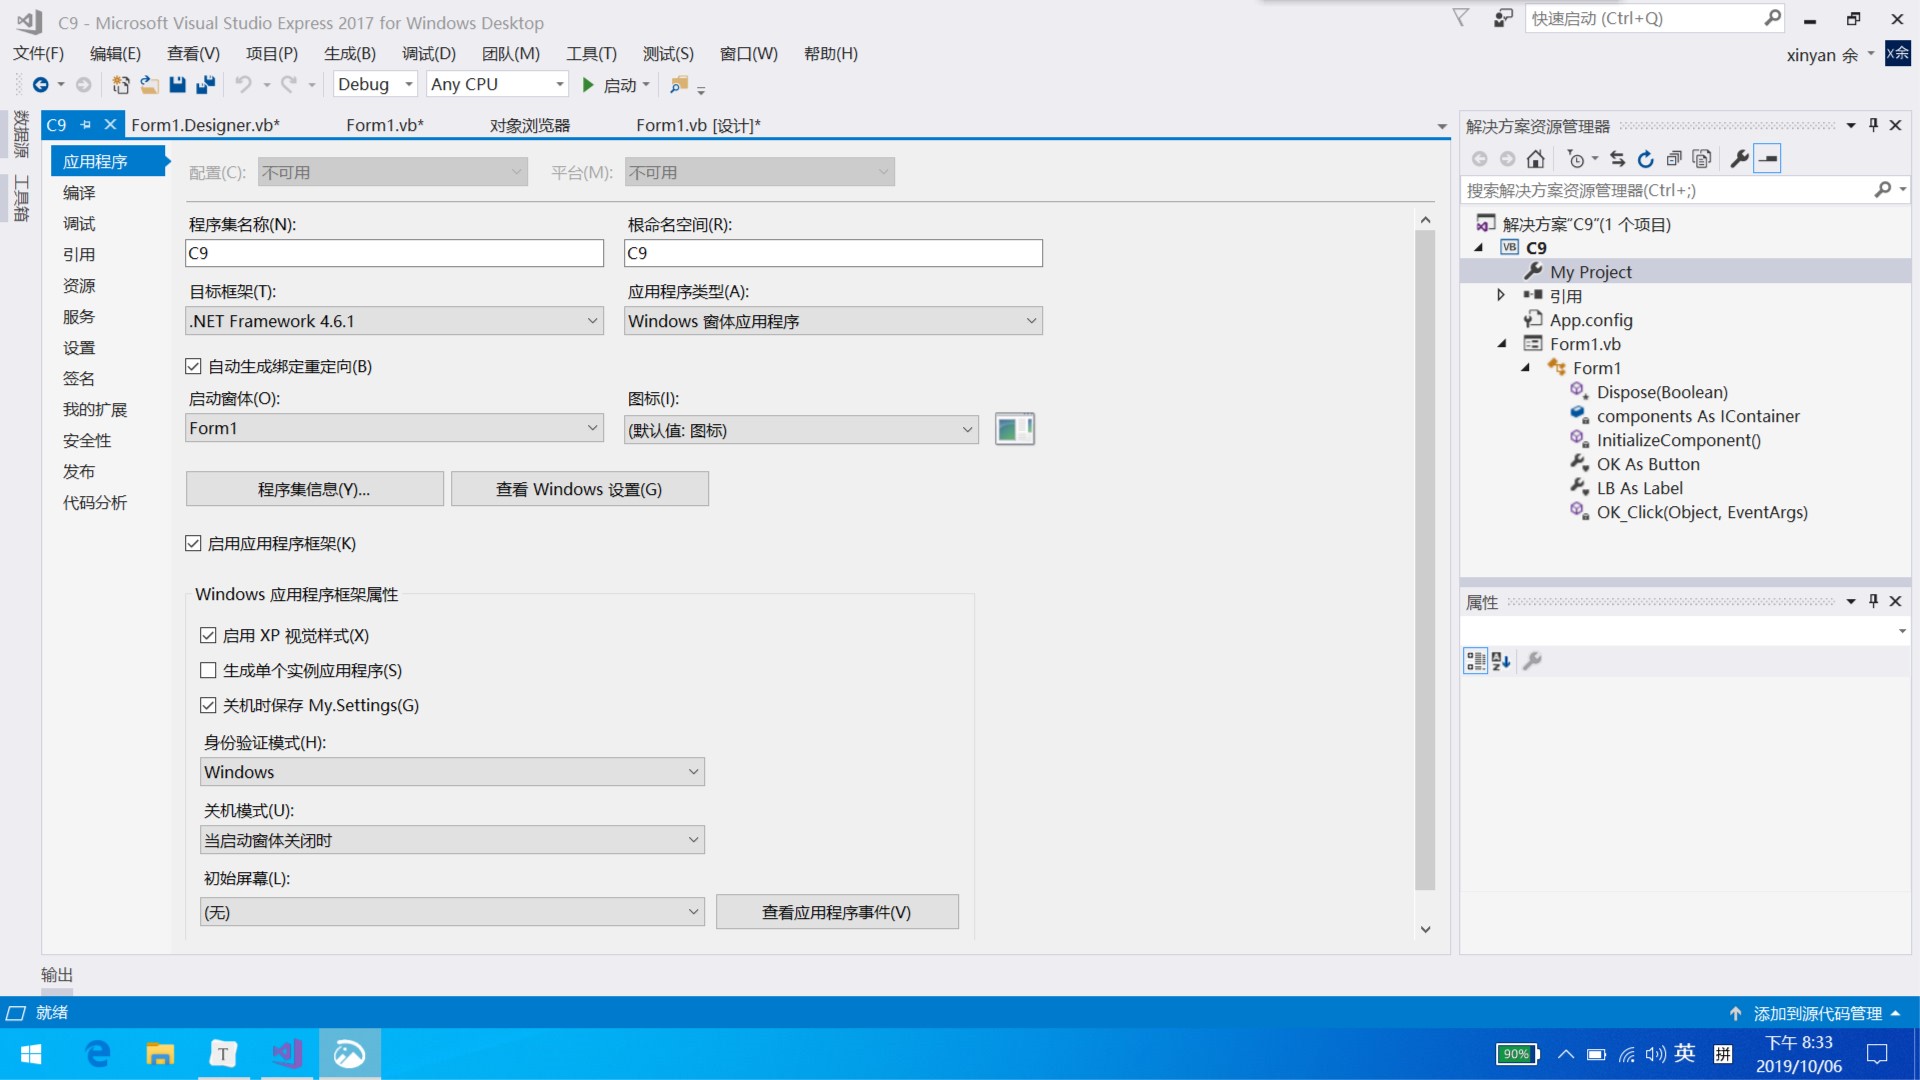 C9 - Microsoft Visual Studio Express 2017 for Windows Desktop
快速启动 (Ctrl+Q)
文件(F) 编辑(E) 查看(V) 项目(P) 生成(B) 调试(D) 团队(M) 工具(T) 测试(S) 窗口(W) 帮助(H)
xinyan 余
X余
Debug
Any CPU
启动
数据源
工具箱
C9
Form1.Designer.vb*
Form1.vb*
对象浏览器
Form1.vb [设计]*
应用程序
编译
调试
引用
资源
服务
设置
签名
我的扩展
安全性
发布
代码分析
配置(C): 不可用
平台(M): 不可用
程序集名称(N):
C9
根命名空间(R):
C9
目标框架(T):
.NET Framework 4.6.1
应用程序类型(A):
Windows 窗体应用程序
自动生成绑定重定向(B)
启动窗体(O):
Form1
图标(I):
(默认值: 图标)
程序集信息(Y)...
查看 Windows 设置(G)
启用应用程序框架(K)
Windows 应用程序框架属性
启用 XP 视觉样式(X)
生成单个实例应用程序(S)
关机时保存 My.Settings(G)
身份验证模式(H):
Windows
关机模式(U):
当启动窗体关闭时
初始屏幕(L):
(无)
查看应用程序事件(V)
解决方案资源管理器
搜索解决方案资源管理器(Ctrl+;)
解决方案"C9"(1 个项目)
VB C9
My Project
引用
App.config
Form1.vb
Form1
Dispose(Boolean)
components As IContainer
InitializeComponent()
OK As Button
LB As Label
OK_Click(Object, EventArgs)
属性
输出
就绪
添加到源代码管理
T
90%
英
拼
下午 8:33
2019/10/06